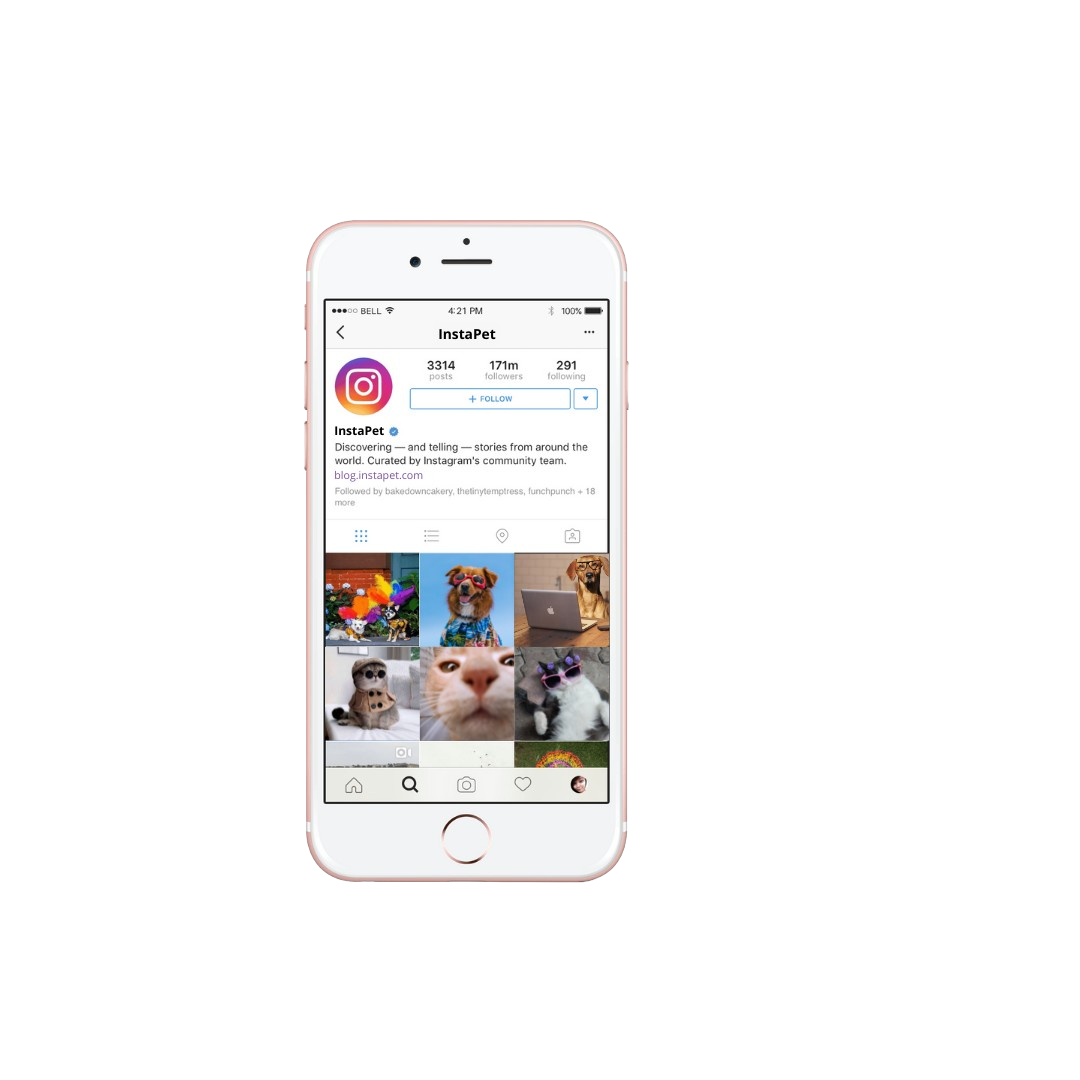 BELL 4:21 PM 100%
InstaPet
3314 171m 291
posts followers following
+ FOLLOW
InstaPet
Discovering — and telling — stories from around the
world. Curated by Instagram's community team.
blog.instapet.com
Followed by bakedowncakery, thetinytemptress, funchpunch + 18
more